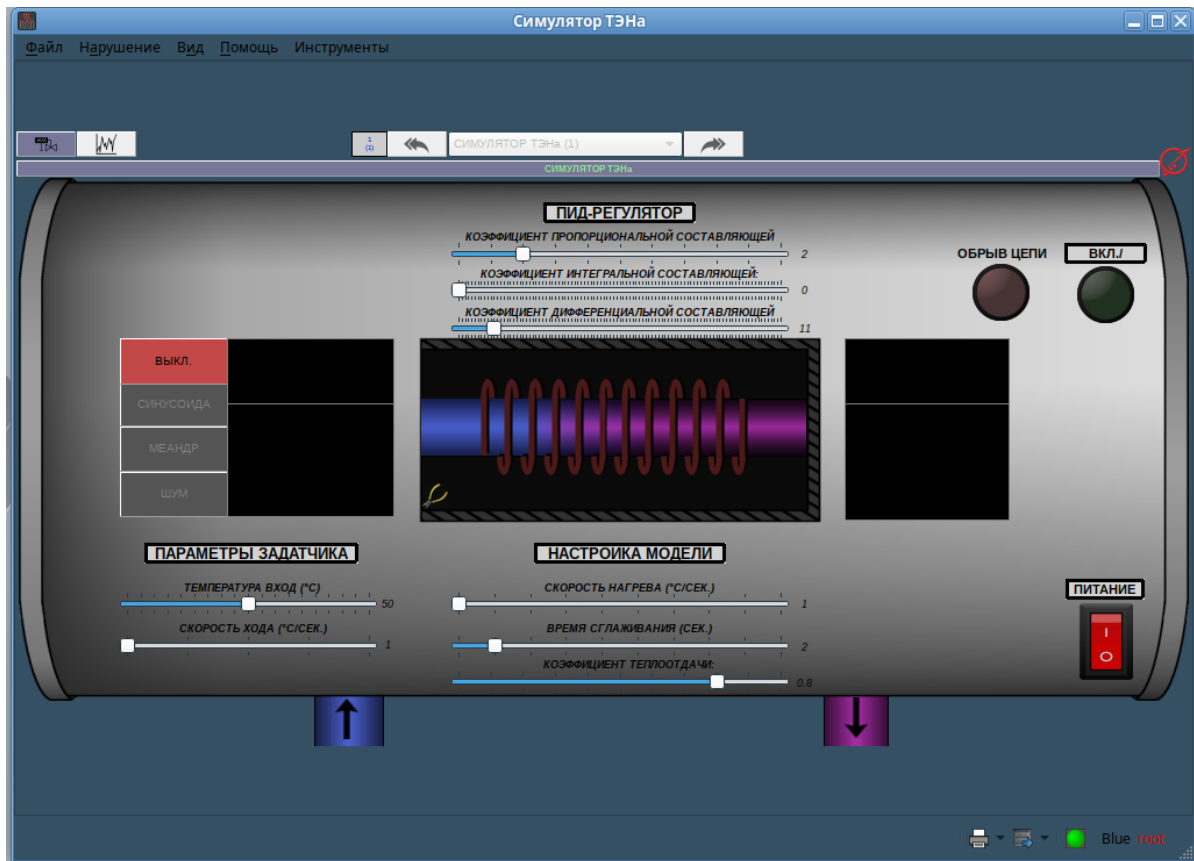 Симулятор ТЭНа
Файл Нарушение Вид Помощь Инструменты
1
(1)
СИМУЛЯТОР ТЭНа (1)
СИМУЛЯТОР ТЭНа
ПИД-РЕГУЛЯТОР
КОЭФФИЦИЕНТ ПРОПОРЦИОНАЛЬНОЙ СОСТАВЛЯЮЩЕЙ
2
КОЭФФИЦИЕНТ ИНТЕГРАЛЬНОЙ СОСТАВЛЯЮЩЕЙ:
0
КОЭФФИЦИЕНТ ДИФФЕРЕНЦИАЛЬНОЙ СОСТАВЛЯЮЩЕЙ
11
ОБРЫВ ЦЕПИ
ВКЛ./
ВЫКЛ.
СИНУСОИДА
МЕАНДР
ШУМ
ПАРАМЕТРЫ ЗАДАТЧИКА
ТЕМПЕРАТУРА ВХОД (°C)
50
СКОРОСТЬ ХОДА (°C/СЕК.)
1
НАСТРОЙКА МОДЕЛИ
СКОРОСТЬ НАГРЕВА (°C/СЕК.)
1
ВРЕМЯ СГЛАЖИВАНИЯ (СЕК.)
2
КОЭФФИЦИЕНТ ТЕПЛООТДАЧИ:
0.8
ПИТАНИЕ
I
O
Blue root